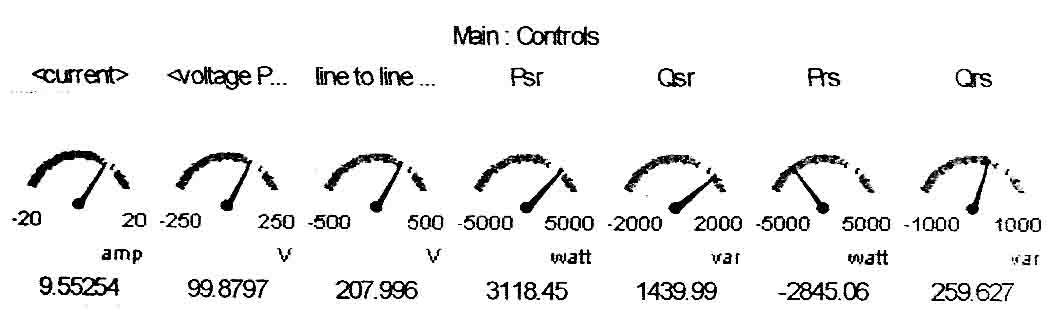 Main : Controls
<current> <voltage P... line to line ... Psr Qsr Prs Qrs
-20 20 -250 250 -500 500 -5000 5000 -2000 2000 -5000 5000 -1000 1000
amp V V watt var watt var
9.55254 99.8797 207.996 3118.45 1439.99 -2845.06 259.627